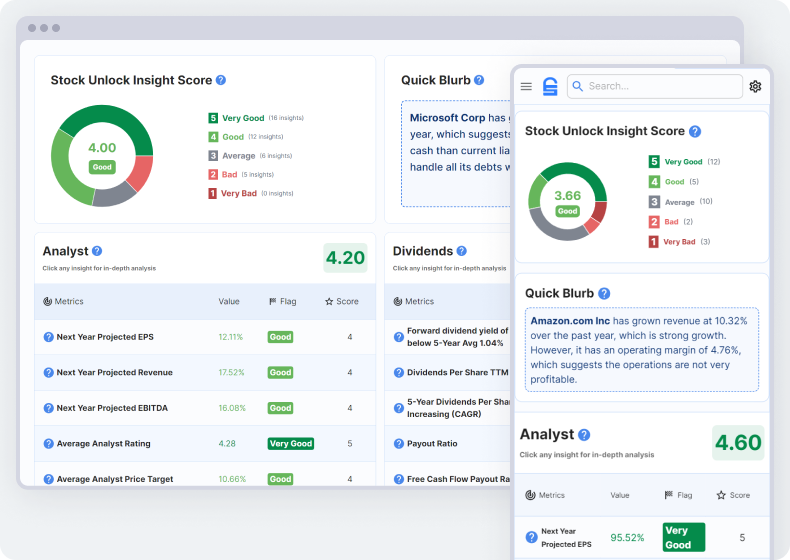 Stock Unlock Insight Score
4.00
Good
5 Very Good (16 insights)
4 Good (12 insights)
3 Average (6 insights)
2 Bad (5 insights)
1 Very Bad (0 insights)
Quick Blurb
Microsoft Corp has
year, which suggests
cash than current lia
handle all its debts
Analyst
Click any insight for in-depth analysis
4.20
Metrics Value Flag Score
Next Year Projected EPS 12.11% Good 4
Next Year Projected Revenue 17.52% Good 4
Next Year Projected EBITDA 16.08% Good 4
Average Analyst Rating 4.28 Very Good 5
Average Analyst Price Target 10.66% Good 4
Dividends
Click any insight for in-depth analysis
Metrics
Forward dividend yield of
below 5-Year Avg 1.04%
Dividends Per Share TTM
5-Year Dividends Per Shar
Increasing (CAGR)
Payout Ratio
Free Cash Flow Payout Ra
Search...
Stock Unlock Insight Score
3.66
Good
5 Very Good (12)
4 Good (5)
3 Average (10)
2 Bad (2)
1 Very Bad (3)
Quick Blurb
Amazon.com Inc has grown revenue at 10.32%
over the past year, which is strong growth.
However, it has an operating margin of 4.76%,
which suggests the operations are not very
profitable.
Analyst
Click any insight for in-depth analysis
4.60
Metrics Value Flag Score
Next Year
Projected EPS
95.52%
Very
Good
5